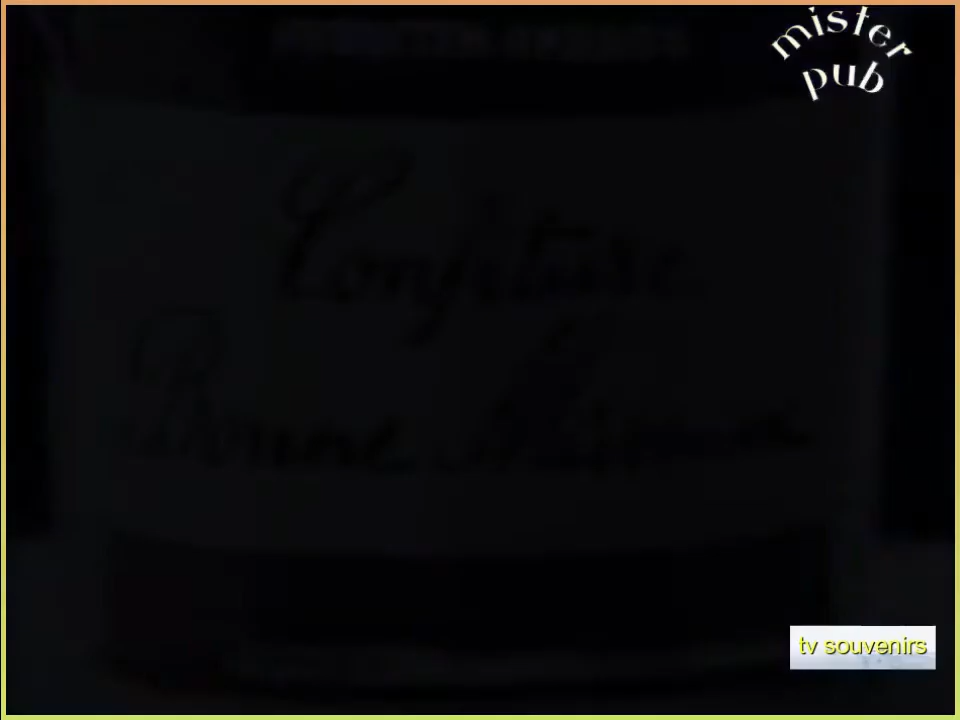 mister
pub
Confiture
Bonne Maman
tv souvenirs